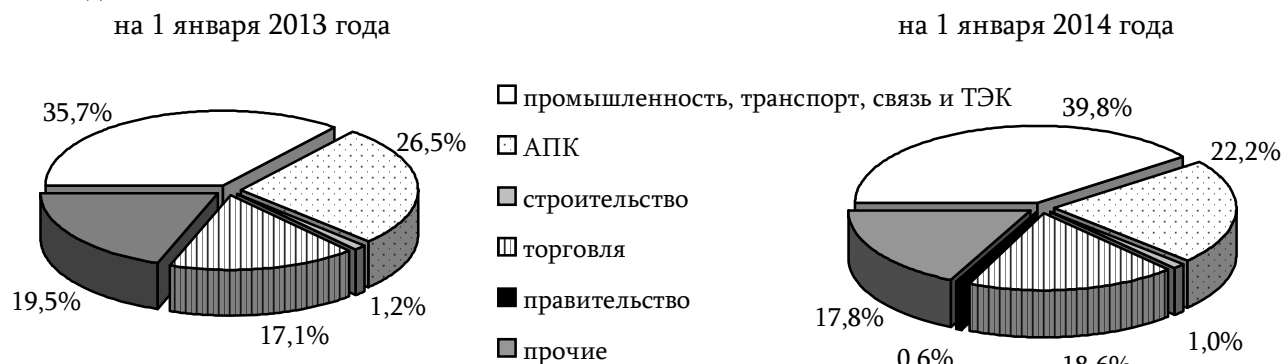 на 1 января 2013 года
на 1 января 2014 года
35,7%
26,5%
19,5%
17,1%
1,2%
промышленность, транспорт, связь и ТЭК
АПК
строительство
торговля
правительство
прочие
39,8%
22,2%
17,8%
0,6%
18,6%
1,0%